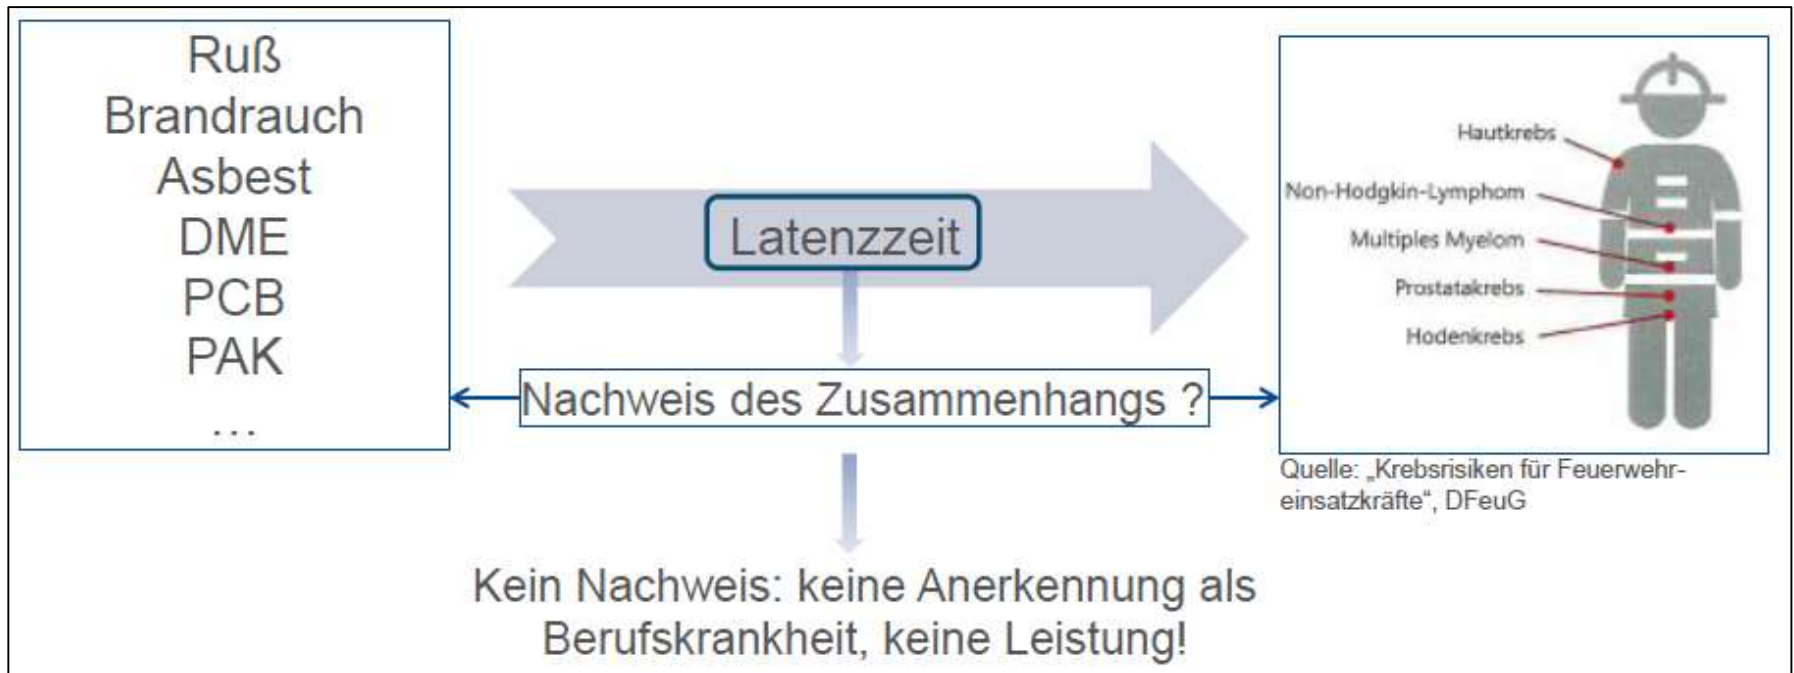 Ruß
Brandrauch
Asbest
DME
PCB
PAK
...
Latenzzeit
Nachweis des Zusammenhangs ?
Kein Nachweis: keine Anerkennung als
Berufskrankheit, keine Leistung!
Hautkrebs
Non-Hodgkin-Lymphom
Multiples Myelom
Prostatakrebs
Hodenkrebs
Quelle: „Krebsrisiken für Feuerwehr-
einsatzkräfte“, DFeuG